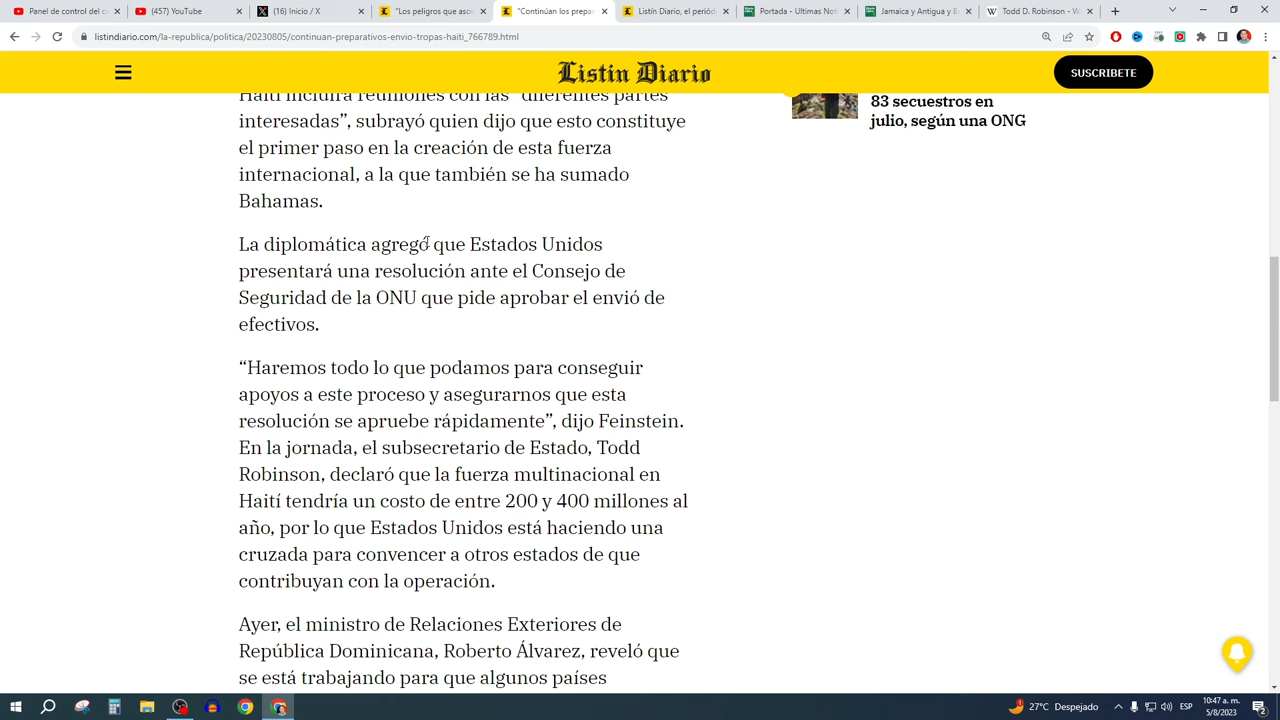 Panel de control del c
(457) YouTube
(16) Inicio / X
"Los peligros que aso
"Continúan los prepa
Listín Diario, el periód
Portada - Ultimas Not
Jamaica y Antigua y B
Todd D. Robinson - W
listindiario.com/la-republica/politica/20230805/continuan-preparativos-envio-tropas-haiti_766789.html
Listin Diario
SUSCRIBETE
Haití incluirá reuniones con las “diferentes partes
interesadas”, subrayó quien dijo que esto constituye
el primer paso en la creación de esta fuerza
internacional, a la que también se ha sumado
Bahamas.
La diplomática agregó que Estados Unidos
presentará una resolución ante el Consejo de
Seguridad de la ONU que pide aprobar el envió de
efectivos.
“Haremos todo lo que podamos para conseguir
apoyos a este proceso y asegurarnos que esta
resolución se apruebe rápidamente”, dijo Feinstein.
En la jornada, el subsecretario de Estado, Todd
Robinson, declaró que la fuerza multinacional en
Haití tendría un costo de entre 200 y 400 millones al
año, por lo que Estados Unidos está haciendo una
cruzada para convencer a otros estados de que
contribuyan con la operación.
Ayer, el ministro de Relaciones Exteriores de
República Dominicana, Roberto Álvarez, reveló que
se está trabajando para que algunos países
83 secuestros en
julio, según una ONG
27°C Despejado
ESP
10:47 a. m.
5/8/2023
2